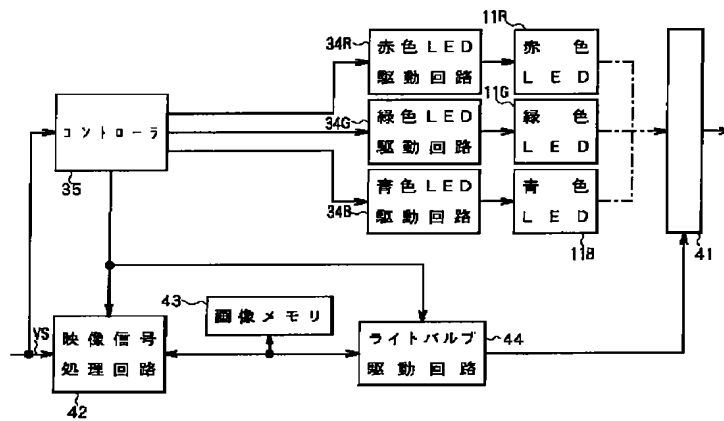 34R
赤色LED
駆動回路
11R
赤色
LED
コントローラ
35
34G
緑色LED
駆動回路
11G
緑色
LED
34B
青色LED
駆動回路
青色
LED
11B
41
VS
映像信号
処理回路
42
43
画像メモリ
ライトバルブ
駆動回路
44